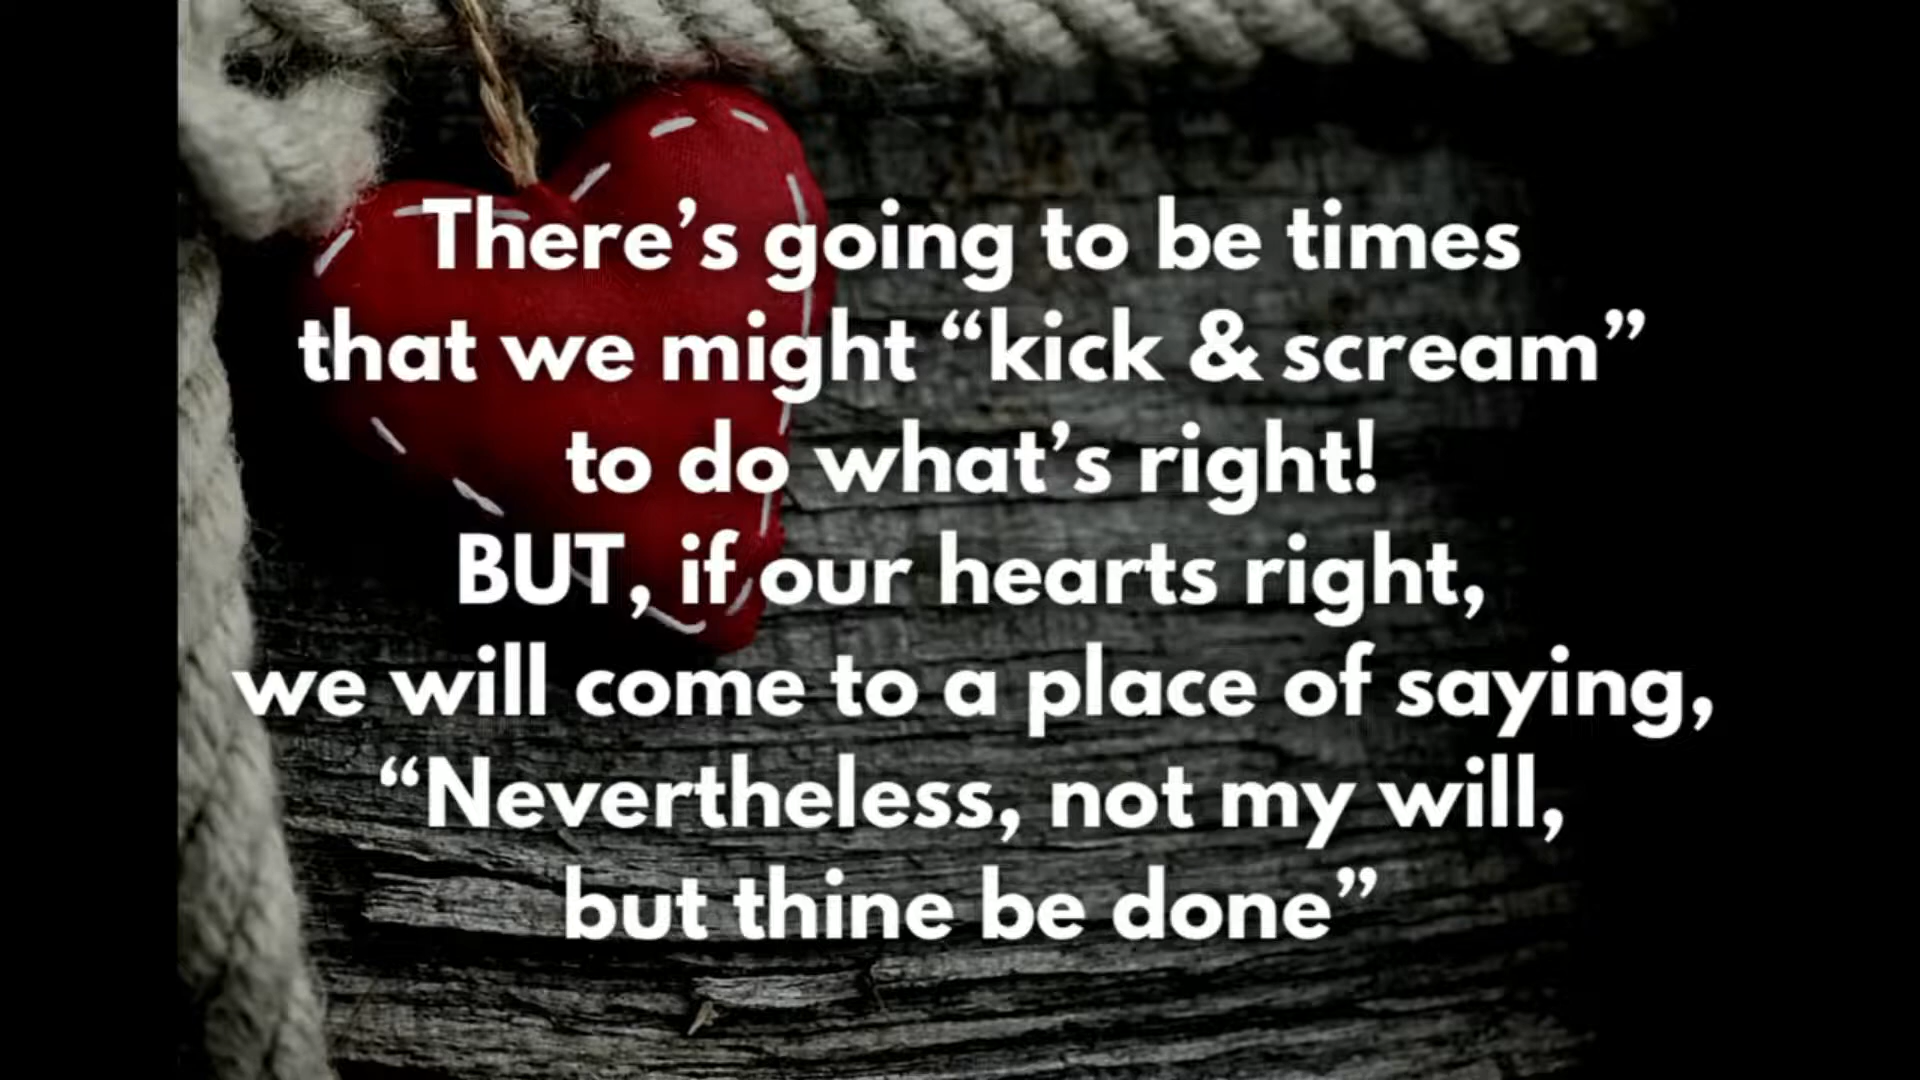 There’s going to be times
that we might “kick & scream”
to do what’s right!
BUT, if our hearts right,
we will come to a place of saying,
“Nevertheless, not my will,
but thine be done”